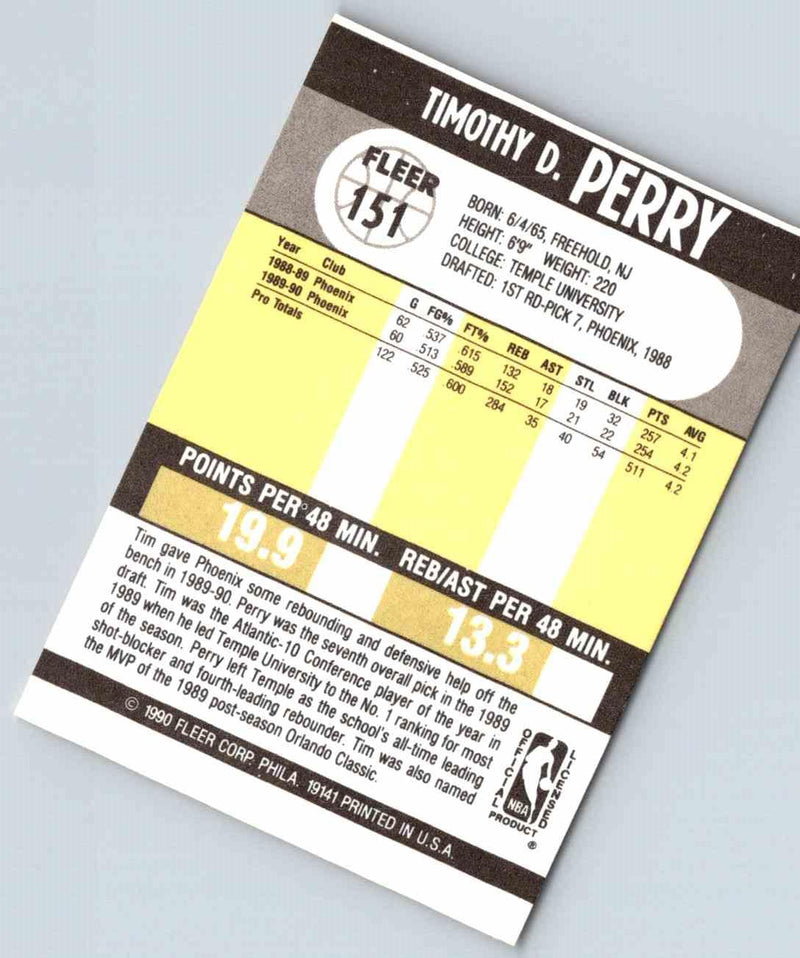 TIMOTHY D. PERRY
FLEER
151
BORN: 6/4/65, FREEHOLD, NJ
HEIGHT: 6'9" WEIGHT: 220
COLLEGE: TEMPLE UNIVERSITY
DRAFTED: 1ST RD-PICK 7, PHOENIX, 1988
Year Club G FG% FT% REB AST STL BLK PTS AVG
1988-89 Phoenix 62 .537 .615 132 18 19 32 257 4.1
1989-90 Phoenix 60 .513 .589 152 17 21 22 254 4.2
Pro Totals 122 .525 .600 284 35 40 54 511 4.2
POINTS PER 48 MIN. REB/AST PER 48 MIN.
19.9 13.3
Tim gave Phoenix some rebounding and defensive help off the
bench in 1989-90. Perry was the seventh overall pick in the 1989
draft. Tim was the Atlantic-10 Conference player of the year in
1989 when he led Temple University to the No. 1 ranking for most
of the season. Perry left Temple as the school's all-time leading
shot-blocker and fourth-leading rebounder. Tim was also named
the MVP of the 1989 post-season Orlando Classic.
OFFICIAL LICENSED
NBA
PRODUCT
®
© 1990 FLEER CORP. PHILA. 19141 PRINTED IN U.S.A.